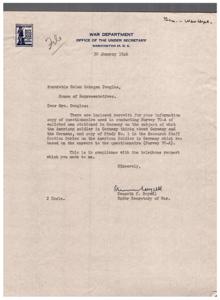 WAR DEPARTMENT
OFFICE OF THE UNDER SECRETARY
WASHINGTON 25, D. C.
30 January 1946
Honorable Helen Gahagan Douglas,
House of Representatives.
Dear Mrs. Douglas:
There are inclosed herewith for your information
copy of questionnaire used in conducting Survey
enlisted men stationed in Germany on the subject of what
the American soldier in Germany thinks about Germany and
the Germans, and copy of Study No. 1 in the Research Staff
Section Series on the American Soldier in Germany which was
based on the answers to the questionnaire
This is in compliance with the telephone request
which you made to me.
Sincerely,
Kenneth C. Royall
Under Secretary of War.
2 Incls.